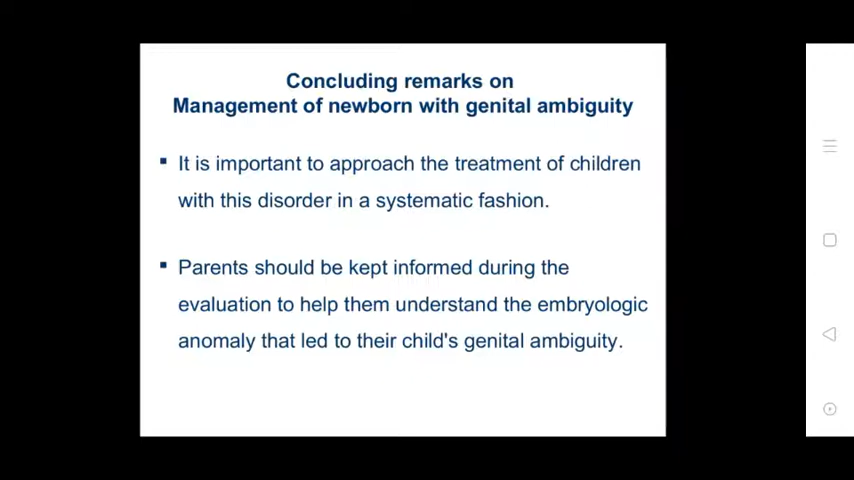 Concluding remarks on
Management of newborn with genital ambiguity
▪ It is important to approach the treatment of children
with this disorder in a systematic fashion.
▪ Parents should be kept informed during the
evaluation to help them understand the embryologic
anomaly that led to their child's genital ambiguity.